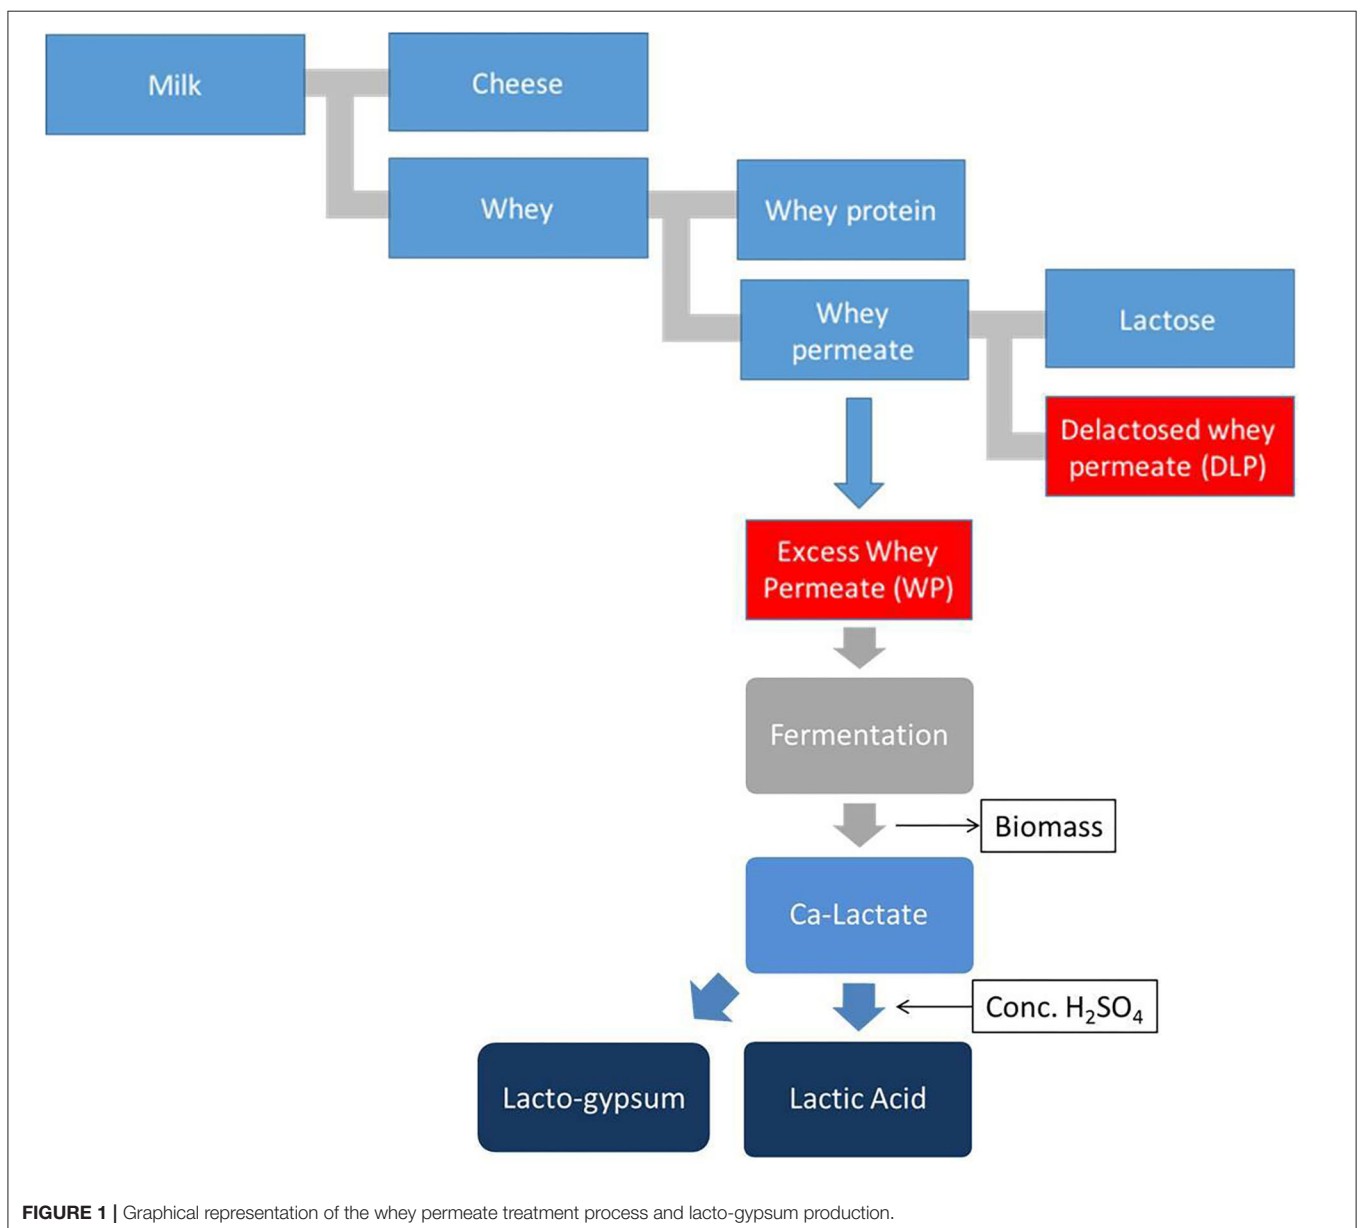 Milk
Cheese
Whey
Whey protein
Whey
permeate
Lactose
Delactosed whey
permeate (DLP)
Excess Whey
Permeate (WP)
Fermentation
Biomass
Ca-Lactate
Conc. H₂SO₄
Lacto-gypsum
Lactic Acid
FIGURE 1 | Graphical representation of the whey permeate treatment process and lacto-gypsum production.